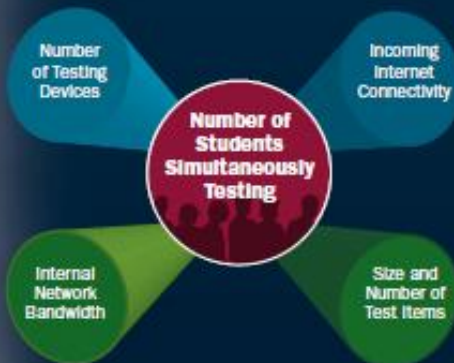 Number
of Testing
Devices
Incoming
Internet
Connectivity
Number of
Students
Simultaneously
Testing
Internal
Network
Bandwidth
Size and
Number of
Test Items